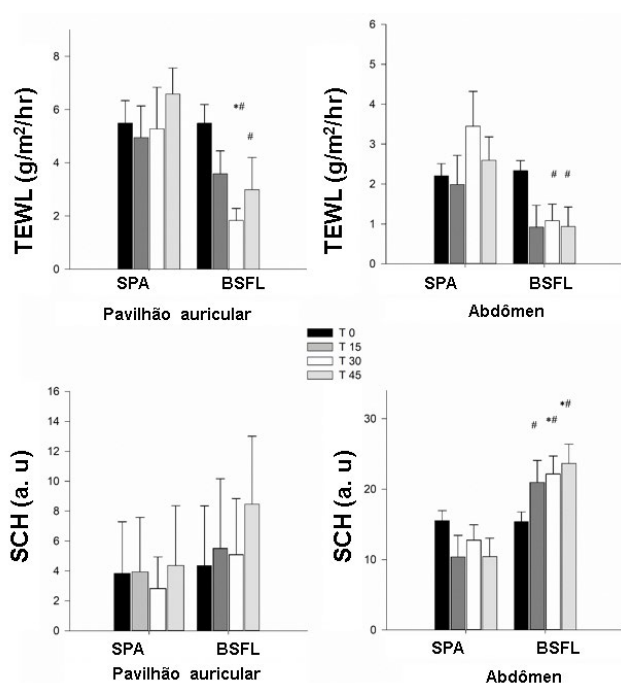 TEWL (g/m²/hr)
8
6
4
2
0
*#
#
SPA
BSFL
Pavilhão auricular
TEWL (g/m²/hr)
6
5
4
3
2
1
0
#
#
SPA
BSFL
Abdômen
T 0
T 15
T 30
T 45
SCH (a. u)
16
14
12
10
8
6
4
2
0
SPA
BSFL
Pavilhão auricular
SCH (a. u)
30
20
10
0
#
*#
*#
SPA
BSFL
Abdômen